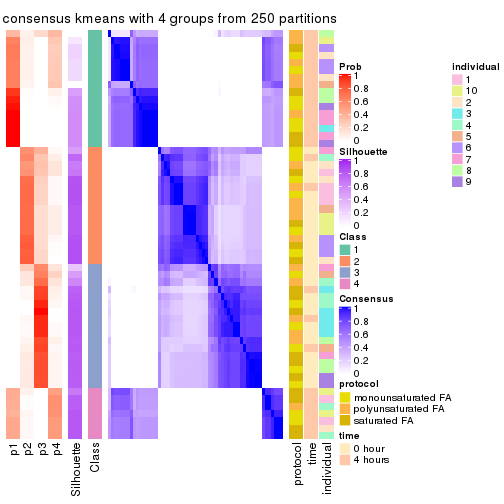 consensus kmeans with 4 groups from 250 partitions
Prob
1
0.8
0.6
0.4
0.2
0
Silhouette
1
0.8
0.6
0.4
0.2
0
Class
1
2
3
4
Consensus
1
0.8
0.6
0.4
0.2
0
protocol
monounsaturated FA
polyunsaturated FA
saturated FA
time
0 hour
4 hours
individual
1
10
2
3
4
5
6
7
8
9
p1
p2
p3
p4
Silhouette
Class
protocol
time
individual